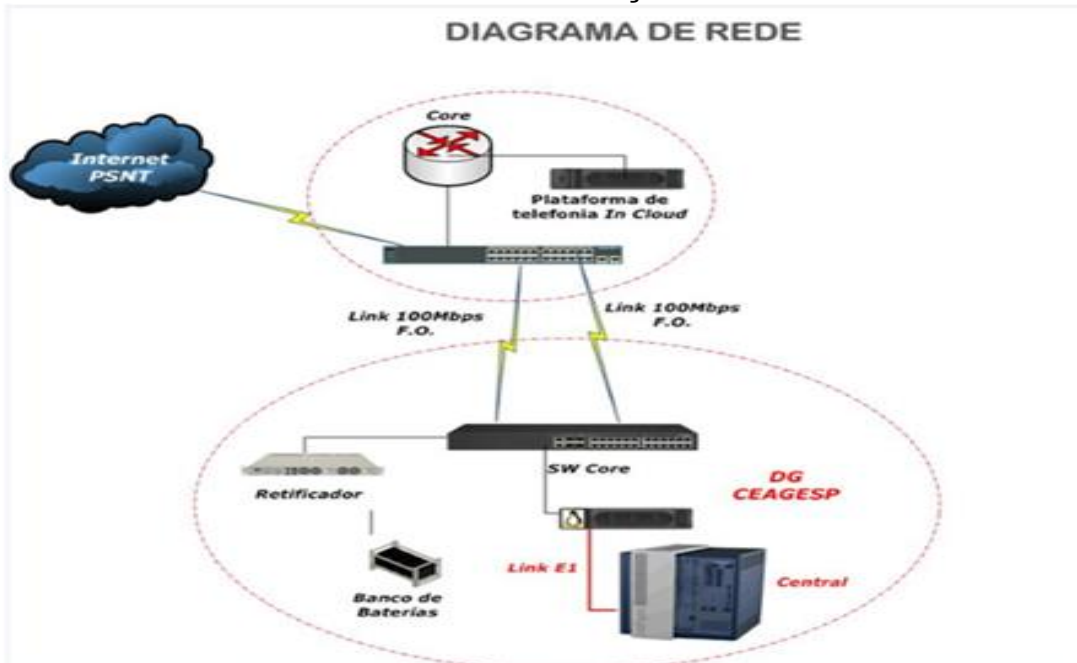 DIAGRAMA DE REDE
Core
Internet
PSNT
Plataforma de
telefonia In Cloud
Link 100Mbps
F.O.
Link 100Mbps
F.O.
SW Core
Retificador
DG
CEAGESP
Link E1
Central
Banco de
Baterias